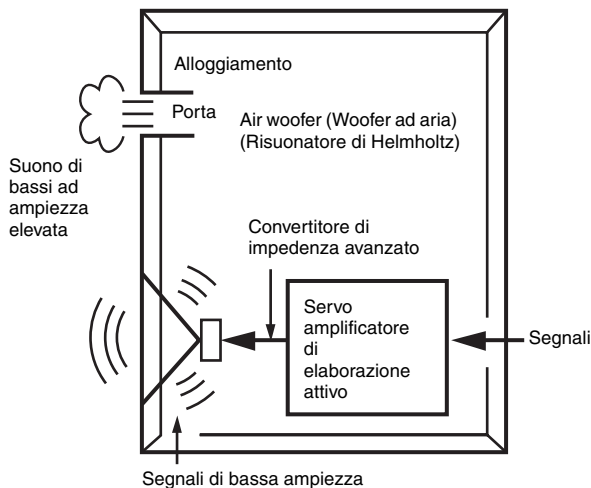 Alloggiamento
Porta
Air woofer (Woofer ad aria)
(Risuonatore di Helmholtz)
Suono di
bassi ad
ampiezza
elevata
Convertitore di
impedenza avanzato
Servo
amplificatore
di
elaborazione
attivo
Segnali
Segnali di bassa ampiezza